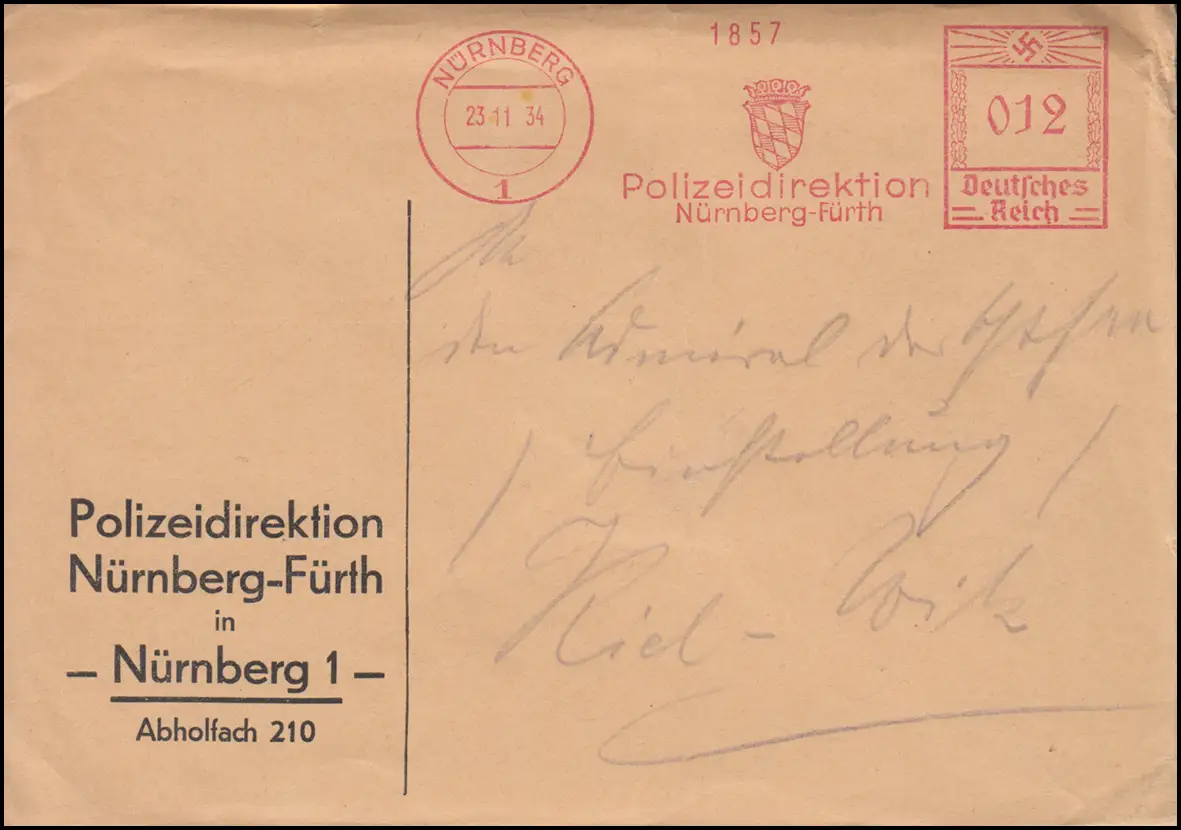 1857
NÜRNBERG
23.11 34
1
Polizeidirektion
Nürnberg-Fürth
012
Deutsches
Reich
An
den Admiral der Ostsee
/ Einstellung /
Kiel - Wik
Polizeidirektion
Nürnberg-Fürth
in
– Nürnberg 1 –
Abholfach 210